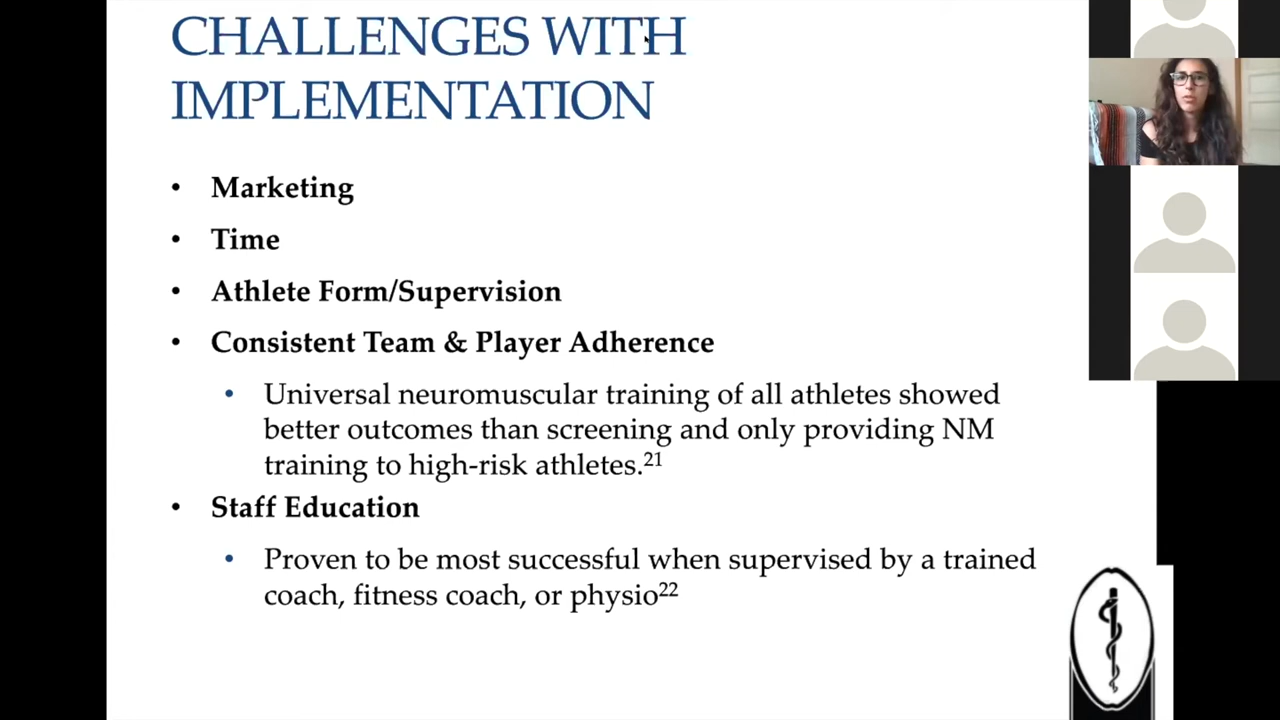 CHALLENGES WITH
IMPLEMENTATION
• Marketing
• Time
• Athlete Form/Supervision
• Consistent Team & Player Adherence
• Universal neuromuscular training of all athletes showed
better outcomes than screening and only providing NM
training to high-risk athletes.21
• Staff Education
• Proven to be most successful when supervised by a trained
coach, fitness coach, or physio22